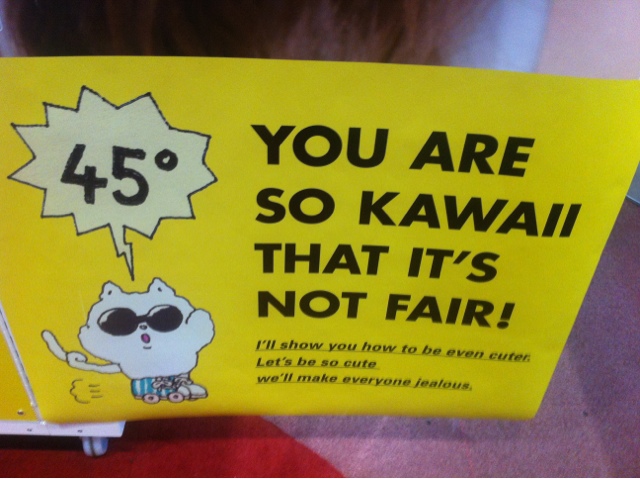 45°
YOU ARE
SO KAWAII
THAT IT'S
NOT FAIR!
I'll show you how to be even cuter.
Let's be so cute
we'll make everyone jealous.